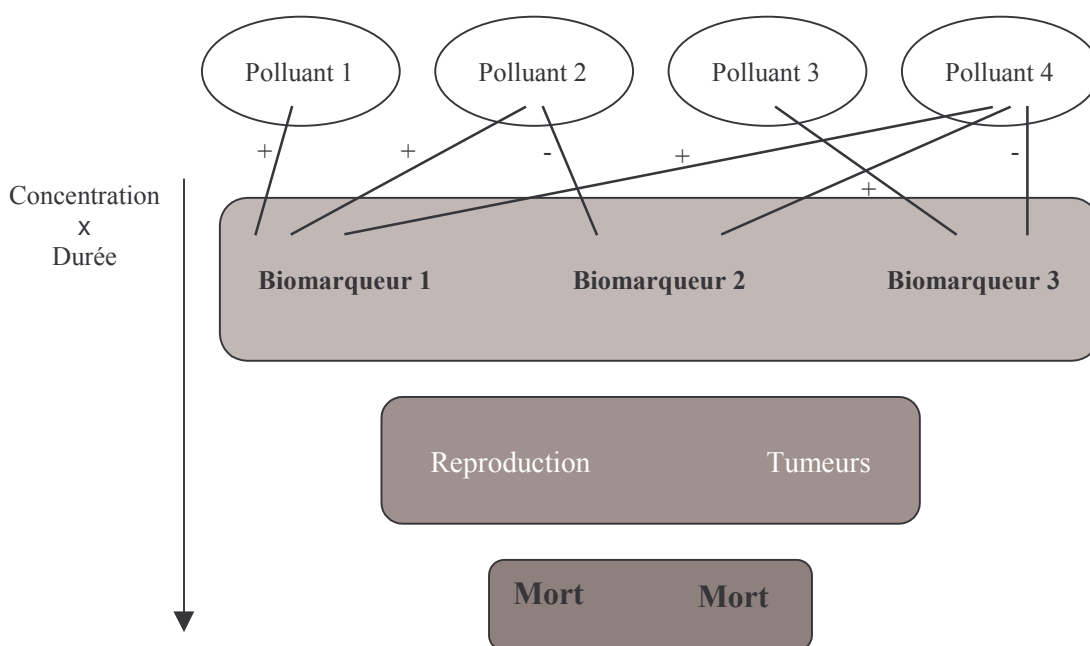 Polluant 1 Polluant 2 Polluant 3 Polluant 4
+ + - + -
+
Concentration
x
Durée
Biomarqueur 1 Biomarqueur 2 Biomarqueur 3
Reproduction Tumeurs
Mort Mort